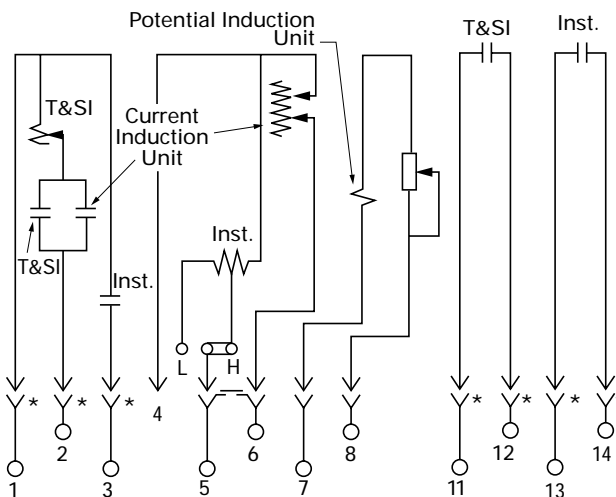 Potential Induction
Unit
T&SI
Inst.
T&SI
Current
Induction
Unit
T&SI
Inst.
Inst.
L
H
*
*
*
4
*
*
*
1
2
3
5
6
7
8
11
12
13
14